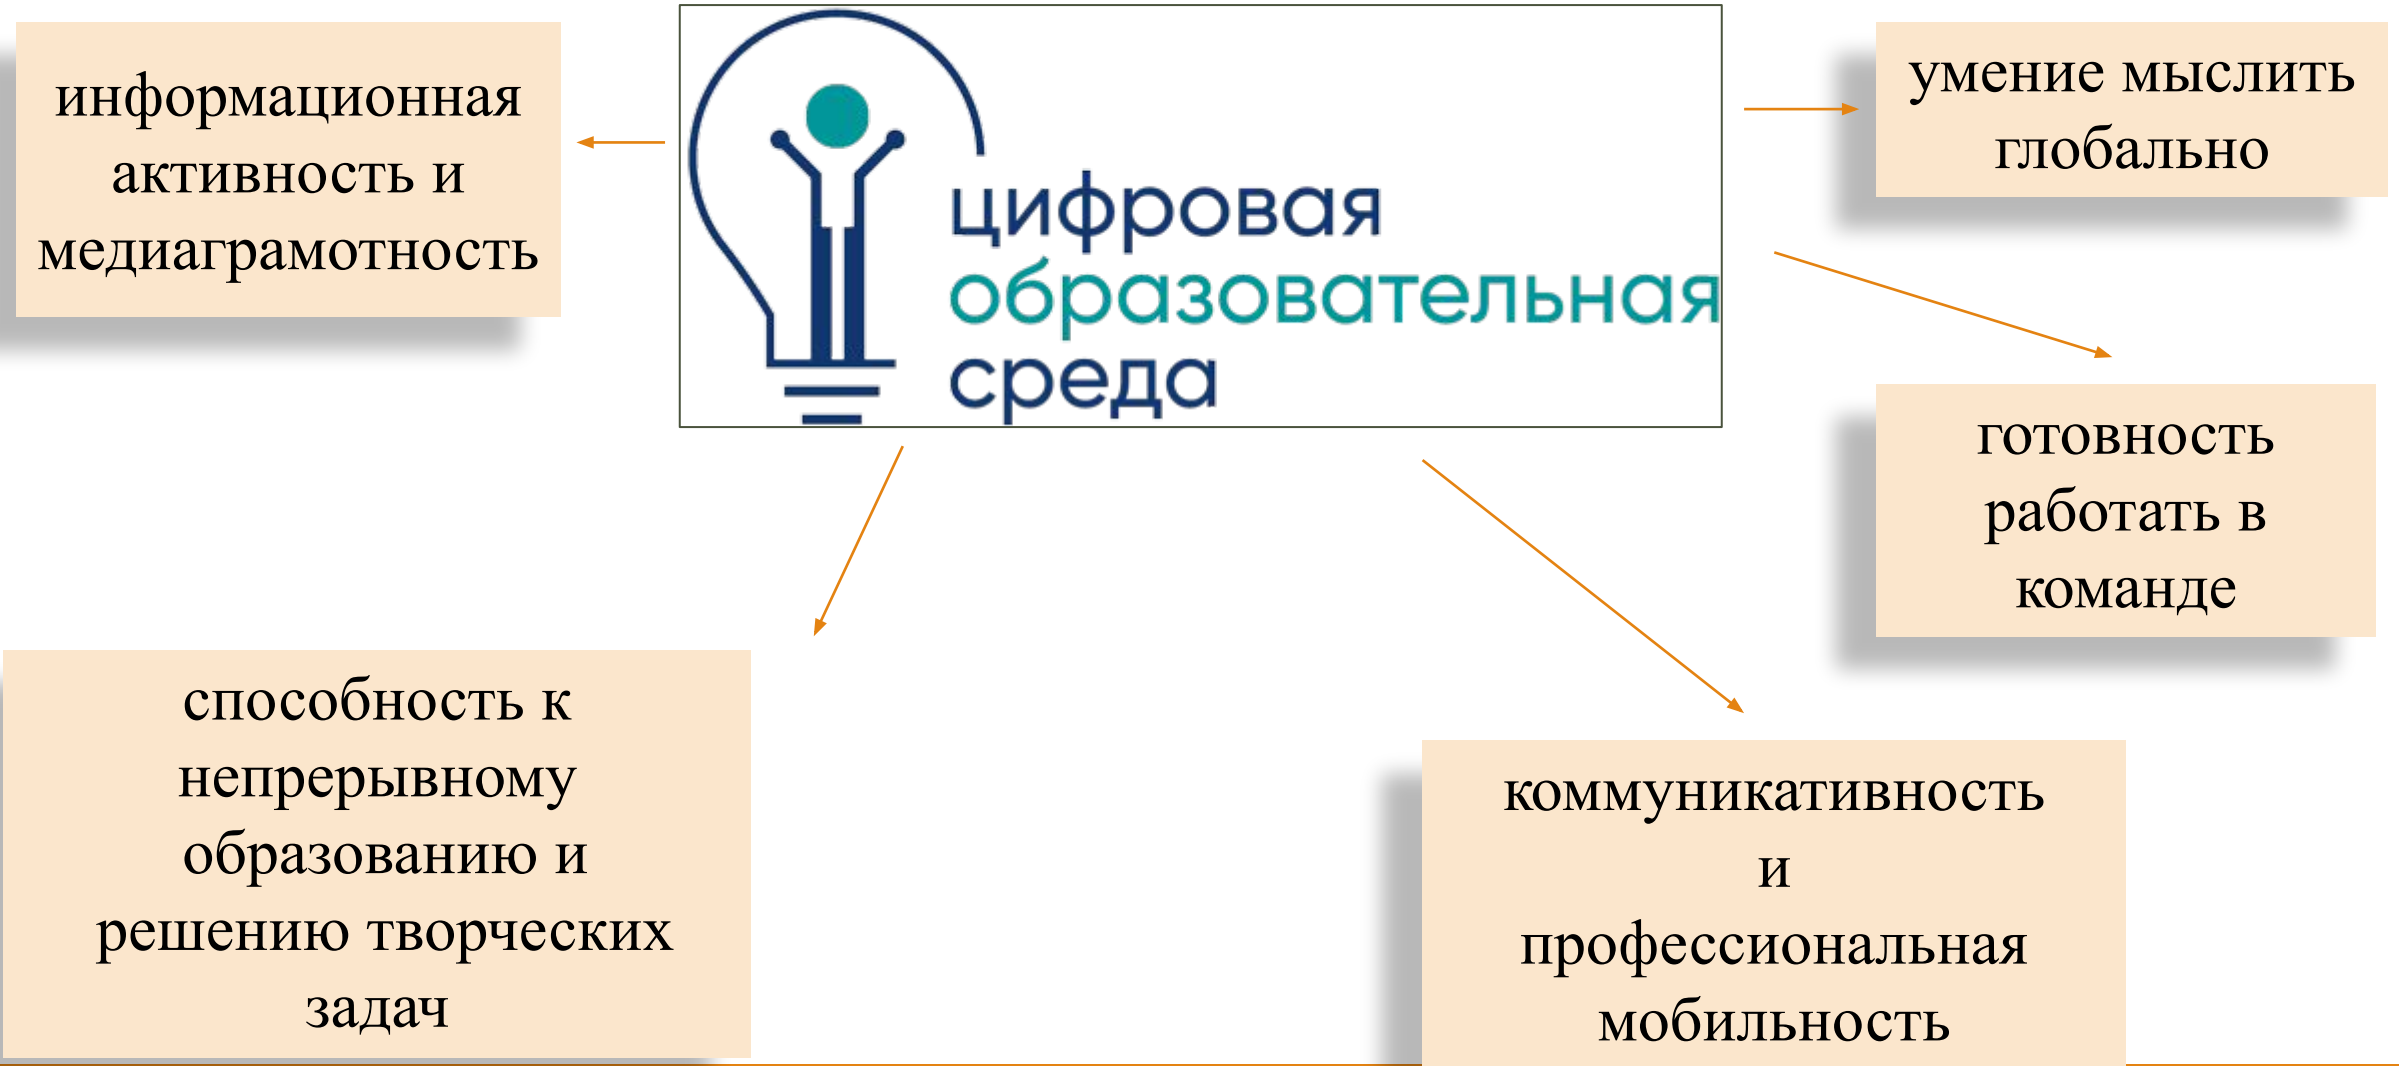 информационная
активность и
медиаграмотность
цифровая
образовательная
среда
умение мыслить
глобально
готовность
работать в
команде
способность к
непрерывному
образованию и
решению творческих
задач
коммуникативность
и
профессиональная
мобильность